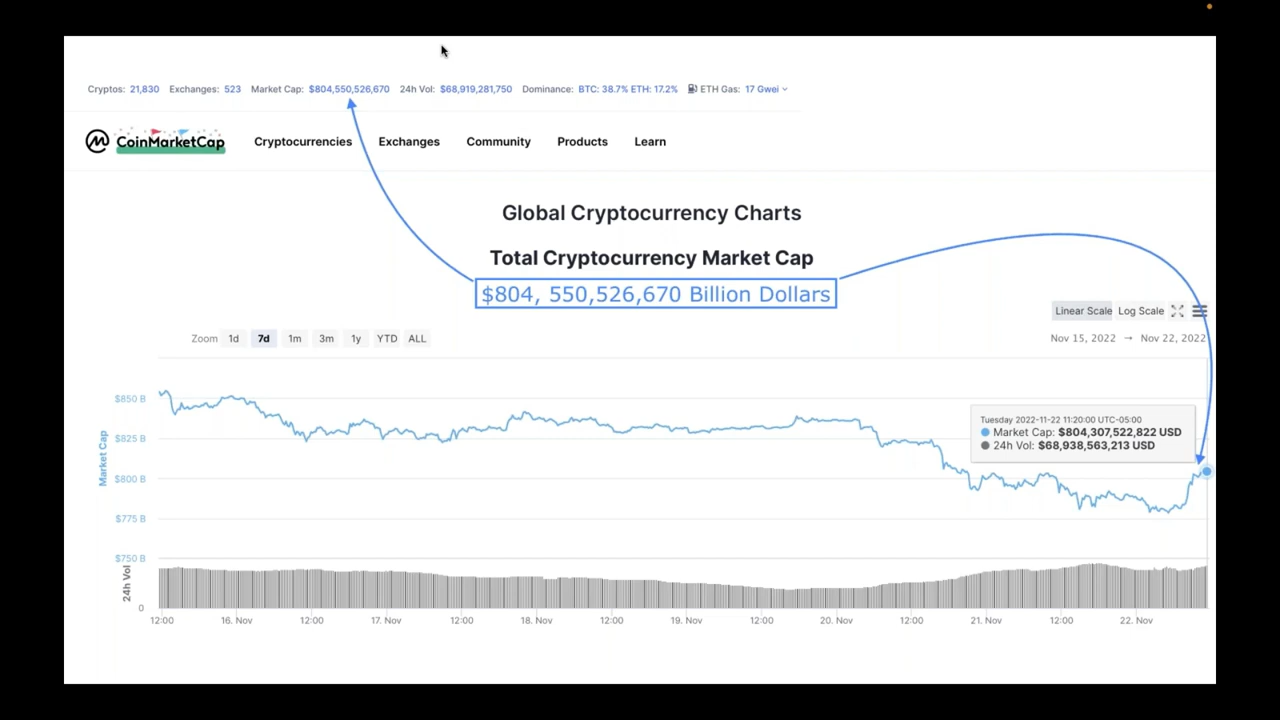 Cryptos: 21,830 Exchanges: 523 Market Cap: $804,550,526,670 24h Vol: $68,919,281,750 Dominance: BTC: 38.7% ETH: 17.2% ETH Gas: 17 Gwei
CoinMarketCap Cryptocurrencies Exchanges Community Products Learn
Global Cryptocurrency Charts
Total Cryptocurrency Market Cap
$804, 550,526,670 Billion Dollars
Linear Scale Log Scale
Zoom 1d 7d 1m 3m 1y YTD ALL Nov 15, 2022 → Nov 22, 2022
$850 B
$825 B
$800 B
$775 B
$750 B
Market Cap
Tuesday 2022-11-22 11:20:00 UTC-05:00
Market Cap: $804,307,522,822 USD
24h Vol: $68,938,563,213 USD
24h Vol
0
12:00 16. Nov 12:00 17. Nov 12:00 18. Nov 12:00 19. Nov 12:00 20. Nov 12:00 21. Nov 12:00 22. Nov